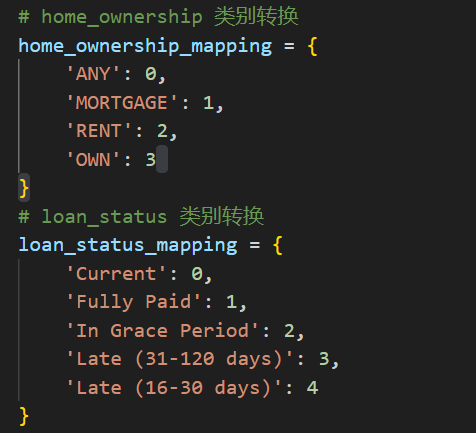 # home_ownership 类别转换
home_ownership_mapping = {
    'ANY': 0,
    'MORTGAGE': 1,
    'RENT': 2,
    'OWN': 3
}
# loan_status 类别转换
loan_status_mapping = {
    'Current': 0,
    'Fully Paid': 1,
    'In Grace Period': 2,
    'Late (31-120 days)': 3,
    'Late (16-30 days)': 4
}